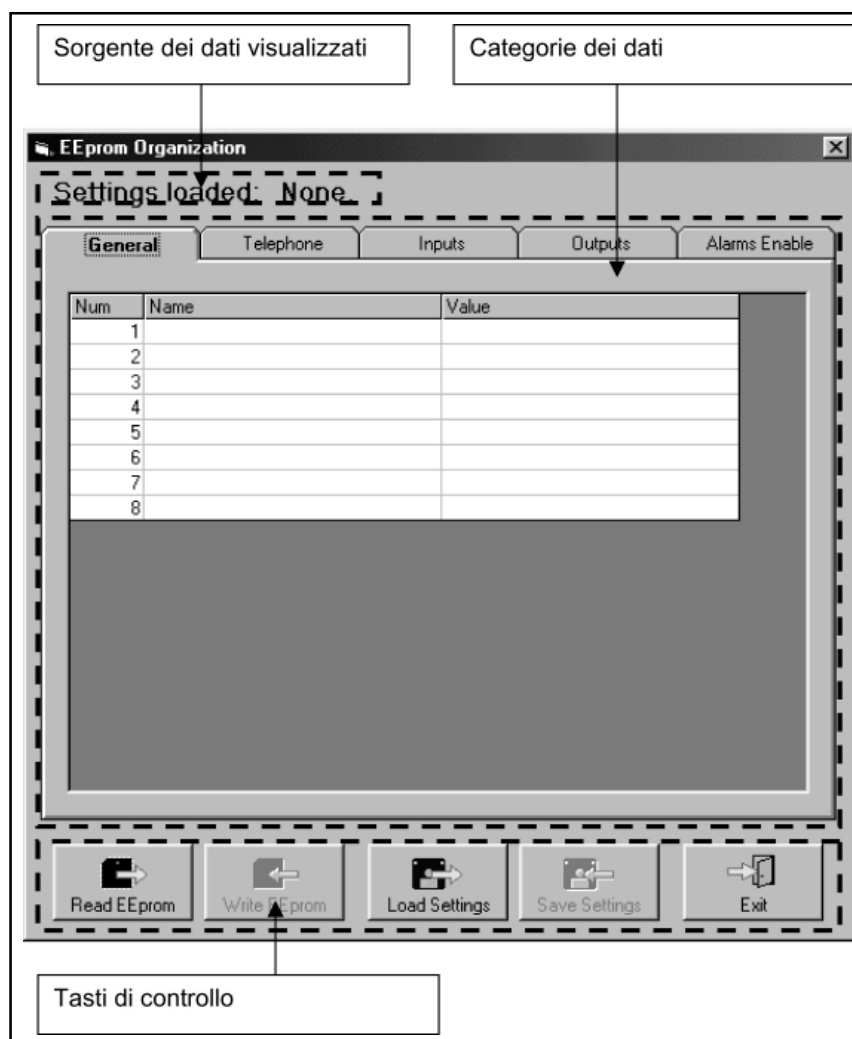 Sorgente dei dati visualizzati
Categorie dei dati
EEprom Organization
Settings loaded: None
General Telephone Inputs Outputs Alarms Enable
Num Name Value
1
2
3
4
5
6
7
8
Read EEprom Write EEprom Load Settings Save Settings Exit
Tasti di controllo